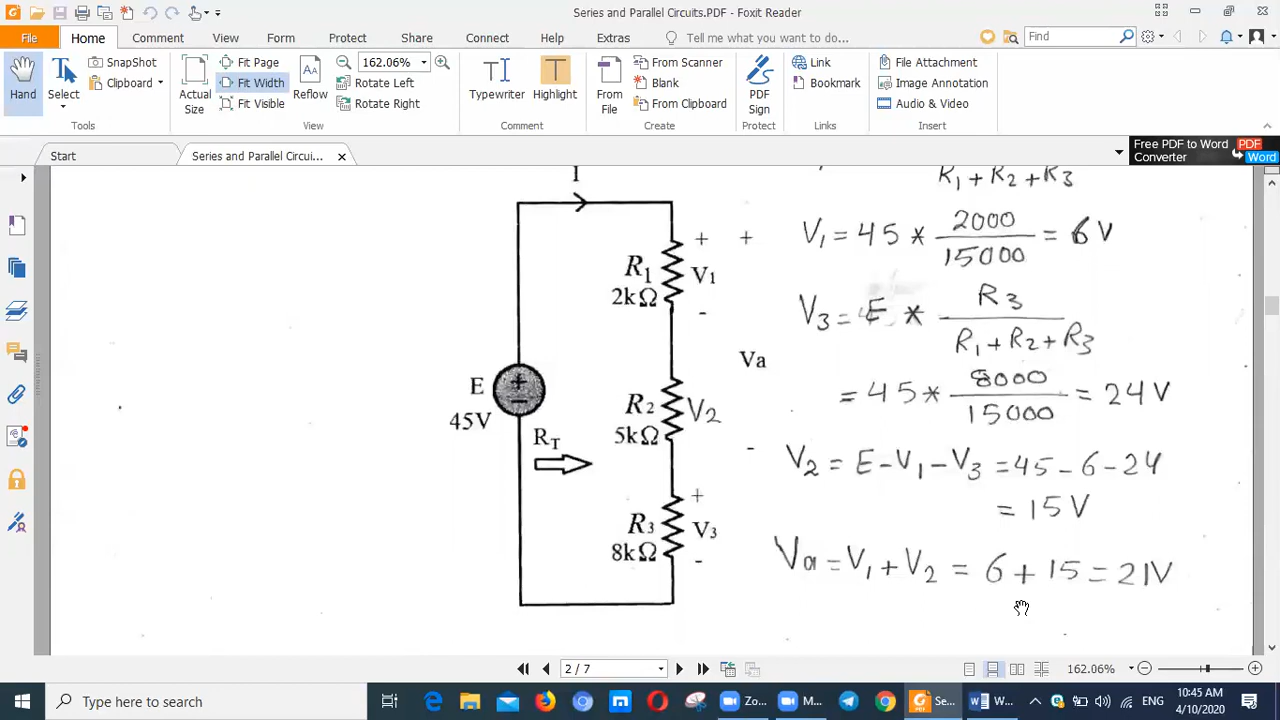 Series and Parallel Circuits.PDF - Foxit Reader
File Home Comment View Form Protect Share Connect Help Extras Tell me what you want to do... Find
Hand Select SnapShot Clipboard Actual Size Fit Page Fit Width Fit Visible Reflow 162.06% Rotate Left Rotate Right Typewriter Highlight From File From Scanner Blank From Clipboard PDF Sign Link Bookmark File Attachment Image Annotation Audio & Video
Tools View Comment Create Protect Links Insert
Start Series and Parallel Circui... Free PDF to Word Converter PDF Word
I
R1 + R2 + R3
V1 = 45 * 2000 / 15000 = 6 V
+ +
R1 V1
2kΩ
-
V3 = E * R3 / R1 + R2 + R3
Va
E + -
45V
= 45 * 8000 / 15000 = 24 V
R2 V2
5kΩ
RT
-
V2 = E - V1 - V3 = 45 - 6 - 24
= 15 V
+
R3 V3
8kΩ
-
Va = V1 + V2 = 6 + 15 = 21V
2 / 7 162.06%
Type here to search Zo... M... Se... W... ENG 10:45 AM
4/10/2020